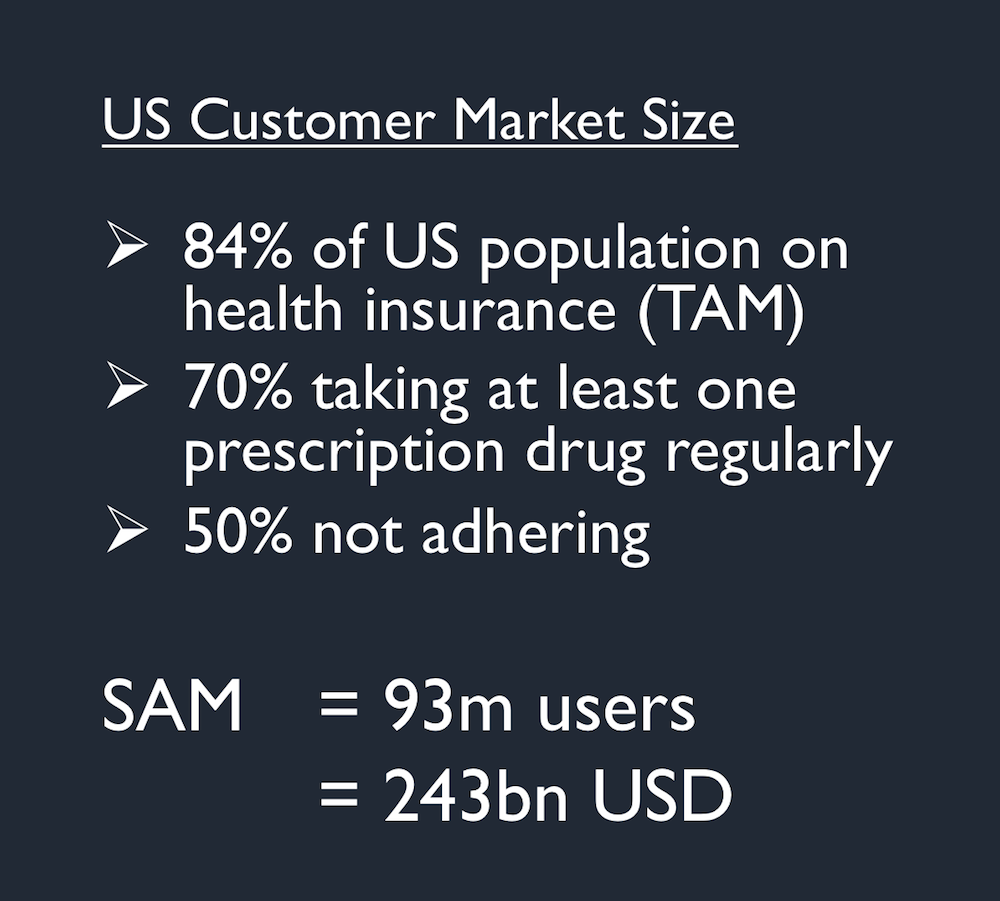 US Customer Market Size
➢ 84% of US population on
health insurance (TAM)
➢ 70% taking at least one
prescription drug regularly
➢ 50% not adhering
SAM = 93m users
= 243bn USD